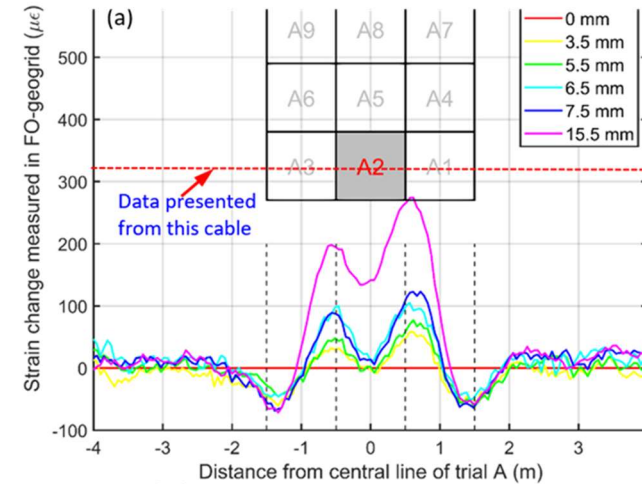 (a)
Strain change measured in FO-geogrid (με)
500
400
300
200
100
0
-100
-4
-3
-2
-1
0
1
2
3
Distance from central line of trial A (m)
A9
A8
A7
A6
A5
A4
A3
A2
A1
Data presented
from this cable
0 mm
3.5 mm
5.5 mm
6.5 mm
7.5 mm
15.5 mm